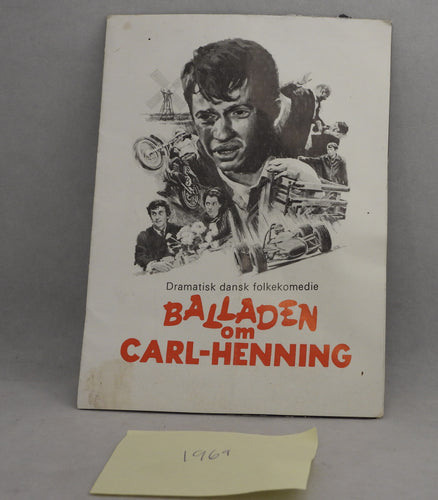 Dramatisk dansk folkekomedie
BALLADEN
om
CARL-HENNING
1969